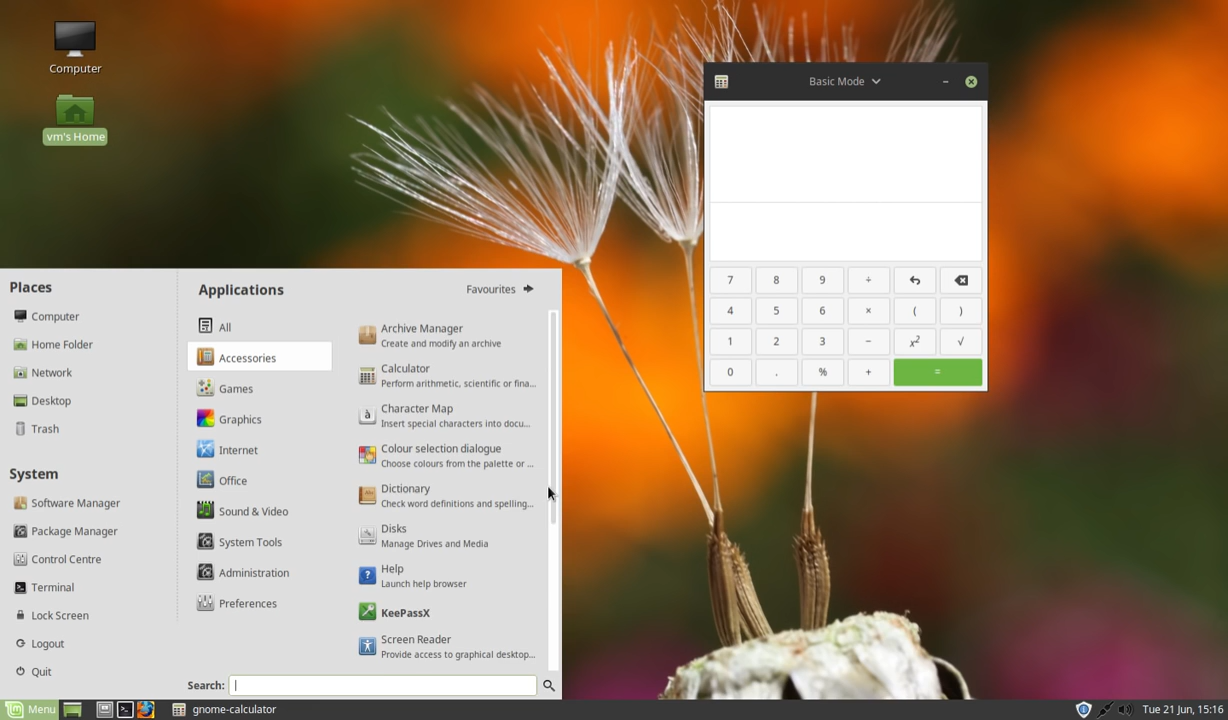 Computer
vm's Home
Basic Mode
7 8 9 ÷
4 5 6 × ( )
1 2 3 − x² √
0 . % + =
Places
Computer
Home Folder
Network
Desktop
Trash
System
Software Manager
Package Manager
Control Centre
Terminal
Lock Screen
Logout
Quit
Applications
Favourites
All
Accessories
Games
Graphics
Internet
Office
Sound & Video
System Tools
Administration
Preferences
Archive Manager
Create and modify an archive
Calculator
Perform arithmetic, scientific or fina...
Character Map
Insert special characters into docu...
Colour selection dialogue
Choose colours from the palette or ...
Dictionary
Check word definitions and spelling...
Disks
Manage Drives and Media
Help
Launch help browser
KeePassX
Screen Reader
Provide access to graphical desktop...
Search:
Menu
gnome-calculator
Tue 21 Jun, 15:16